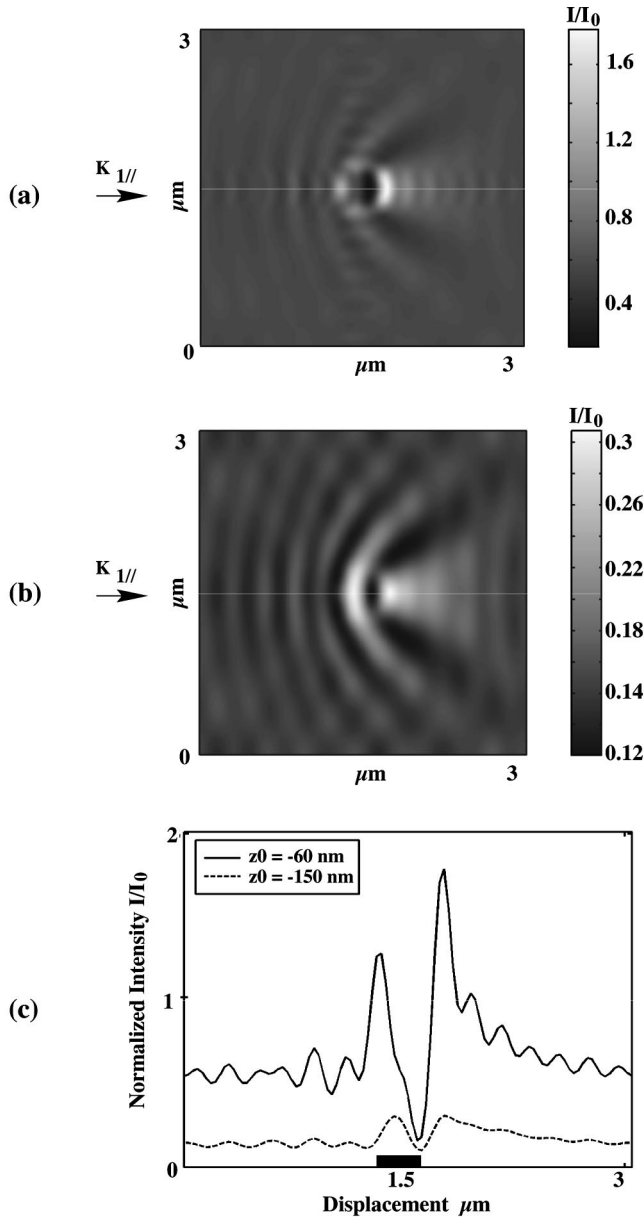 3
I/I0
1.6
1.2
0.8
0.4
(a)
K 1//
μm
0
μm
3
3
I/I0
0.3
0.26
0.22
0.18
0.14
0.12
(b)
K 1//
μm
0
μm
3
2
z0 = -60 nm
z0 = -150 nm
(c)
Normalized Intensity I/I0
1
0
1.5
3
Displacement μm